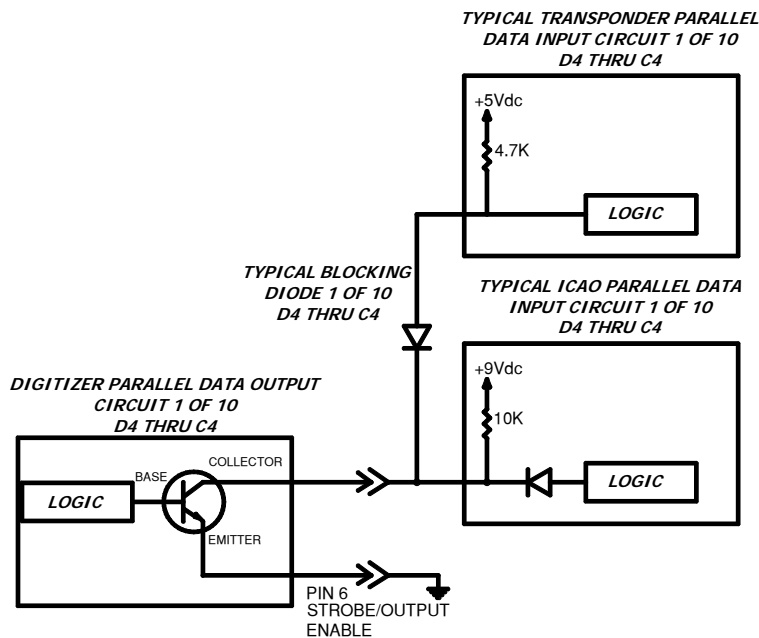 TYPICAL TRANSPONDER PARALLEL
DATA INPUT CIRCUIT 1 OF 10
D4 THRU C4
+5Vdc
4.7K
LOGIC
TYPICAL BLOCKING
DIODE 1 OF 10
D4 THRU C4
TYPICAL ICAO PARALLEL DATA
INPUT CIRCUIT 1 OF 10
D4 THRU C4
+9Vdc
10K
LOGIC
DIGITIZER PARALLEL DATA OUTPUT
CIRCUIT 1 OF 10
D4 THRU C4
LOGIC
BASE
COLLECTOR
EMITTER
PIN 6
STROBE/OUTPUT
ENABLE